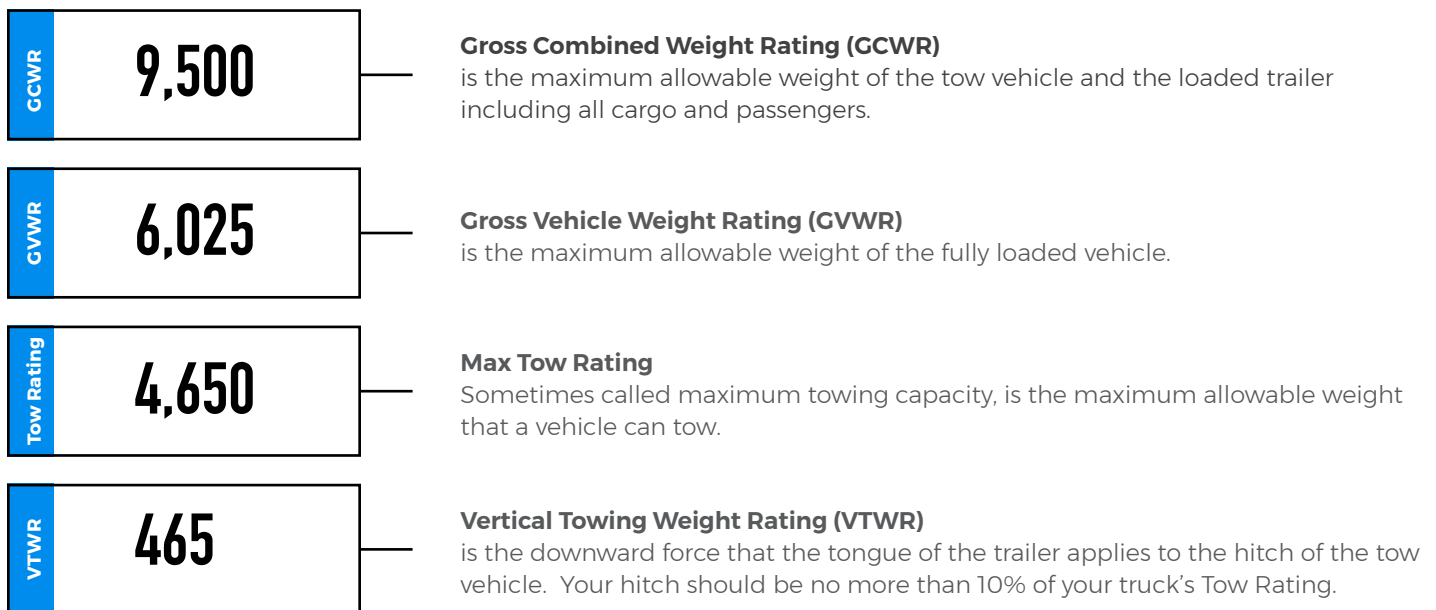 GCWR
9,500
Gross Combined Weight Rating (GCWR)
is the maximum allowable weight of the tow vehicle and the loaded trailer
including all cargo and passengers.
GVWR
6,025
Gross Vehicle Weight Rating (GVWR)
is the maximum allowable weight of the fully loaded vehicle.
Tow Rating
4,650
Max Tow Rating
Sometimes called maximum towing capacity, is the maximum allowable weight
that a vehicle can tow.
VTWR
465
Vertical Towing Weight Rating (VTWR)
is the downward force that the tongue of the trailer applies to the hitch of the tow
vehicle.  Your hitch should be no more than 10% of your truck’s Tow Rating.